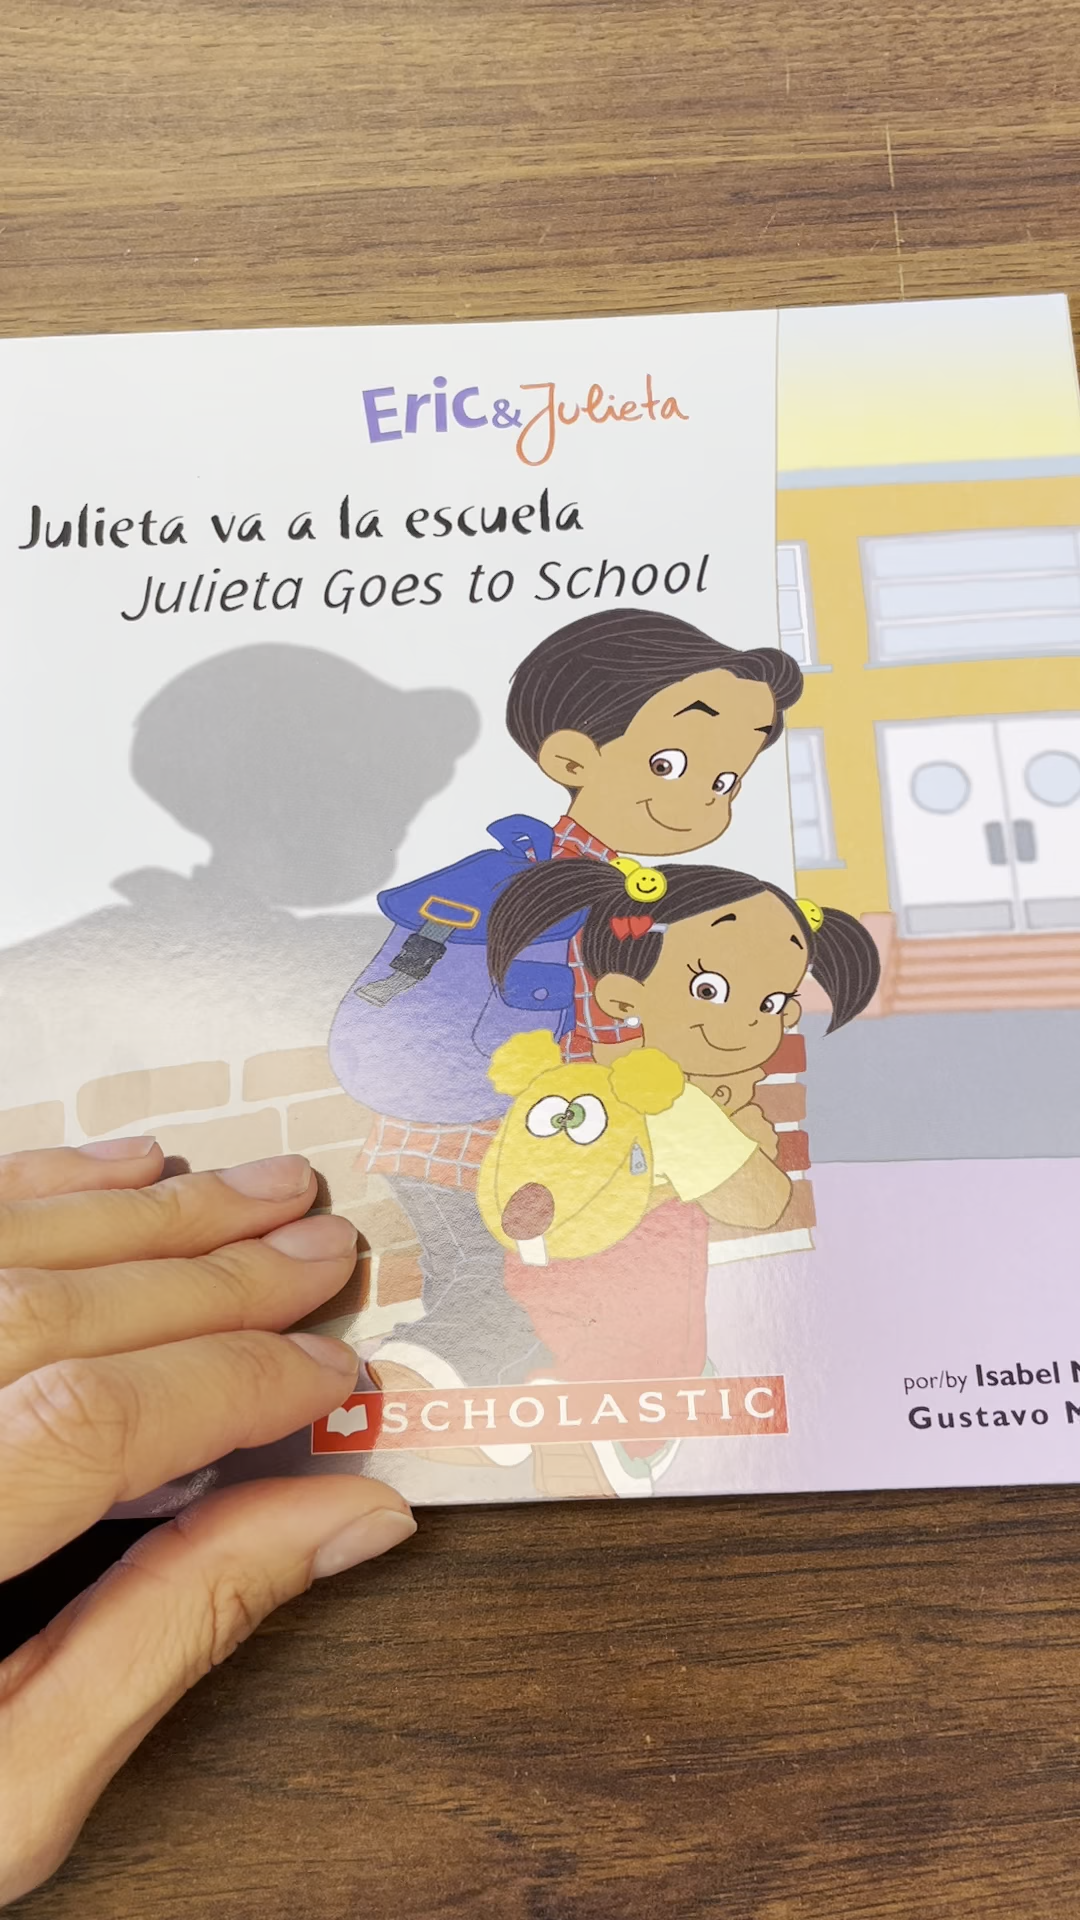 Eric & Julieta
Julieta va a la escuela
Julieta Goes to School
por/by Isabel
Gustavo
SCHOLASTIC